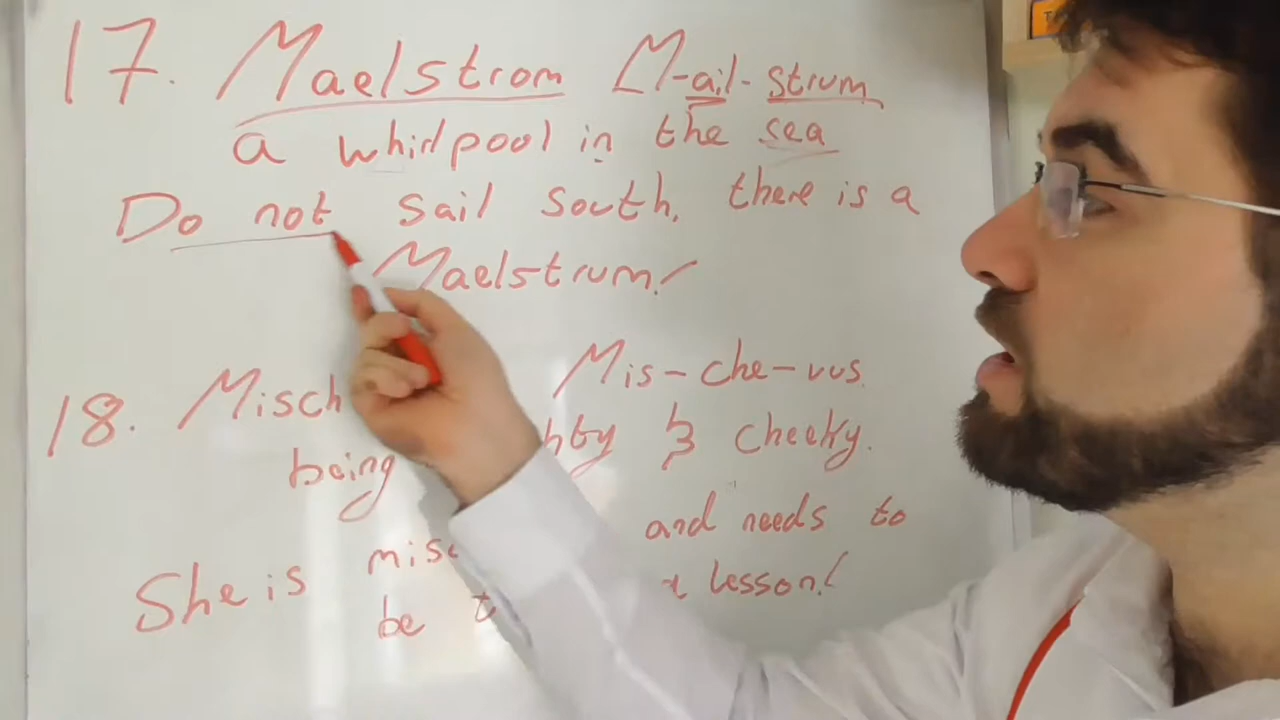 17. Maelstrom M-ail-strum
a whirlpool in the sea
Do not sail south, there is a
Maelstrum!
18. Misch Mis-che-vus.
being hty & cheeky.
She is misc and needs to
be t a lesson!